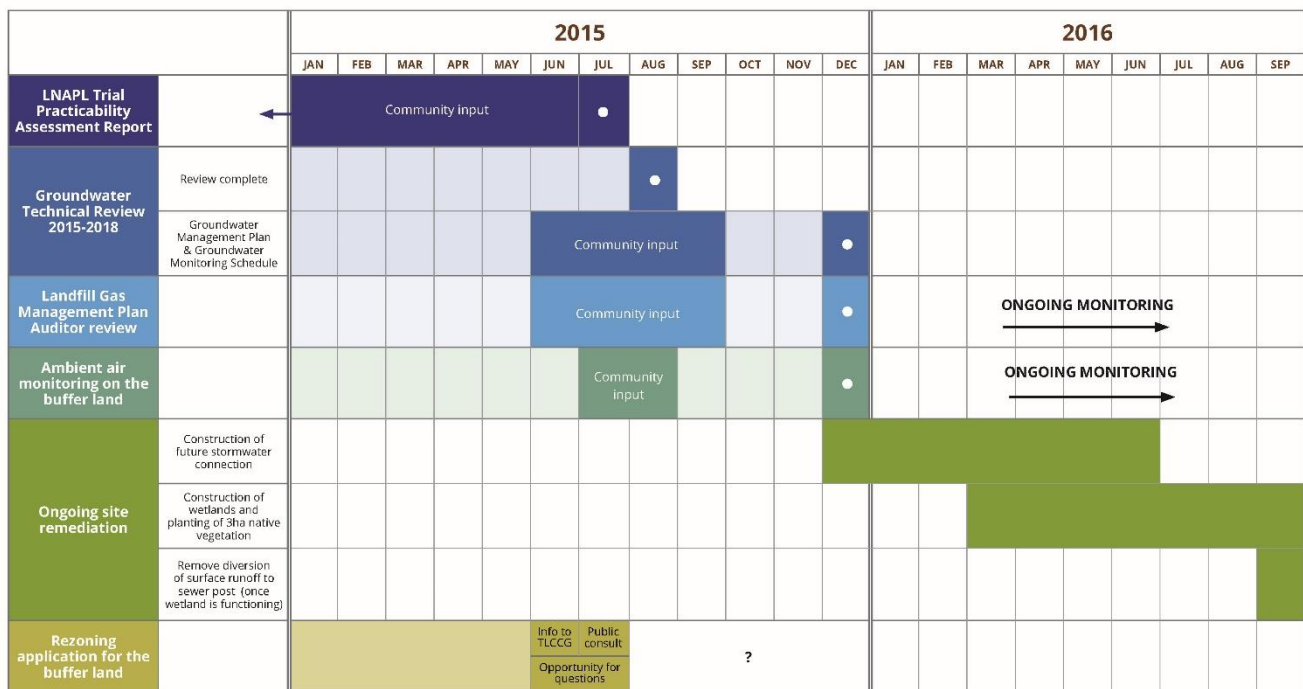 2015
2016
JAN FEB MAR APR MAY JUN JUL AUG SEP OCT NOV DEC JAN FEB MAR APR MAY JUN JUL AUG SEP
LNAPL Trial
Practicability
Assessment Report
Community input
Groundwater
Technical Review
2015-2018
Review complete
Groundwater
Management Plan
& Groundwater
Monitoring Schedule
Community input
Landfill Gas
Management Plan
Auditor review
Community input
ONGOING MONITORING
Ambient air
monitoring on the
buffer land
Community
input
ONGOING MONITORING
Ongoing site
remediation
Construction of
future stormwater
connection
Construction of
wetlands and
planting of 3ha native
vegetation
Remove diversion
of surface runoff to
sewer post (once
wetland is functioning)
Rezoning
application for the
buffer land
Info to
TLCCG
Public
consult
Opportunity for
questions
?